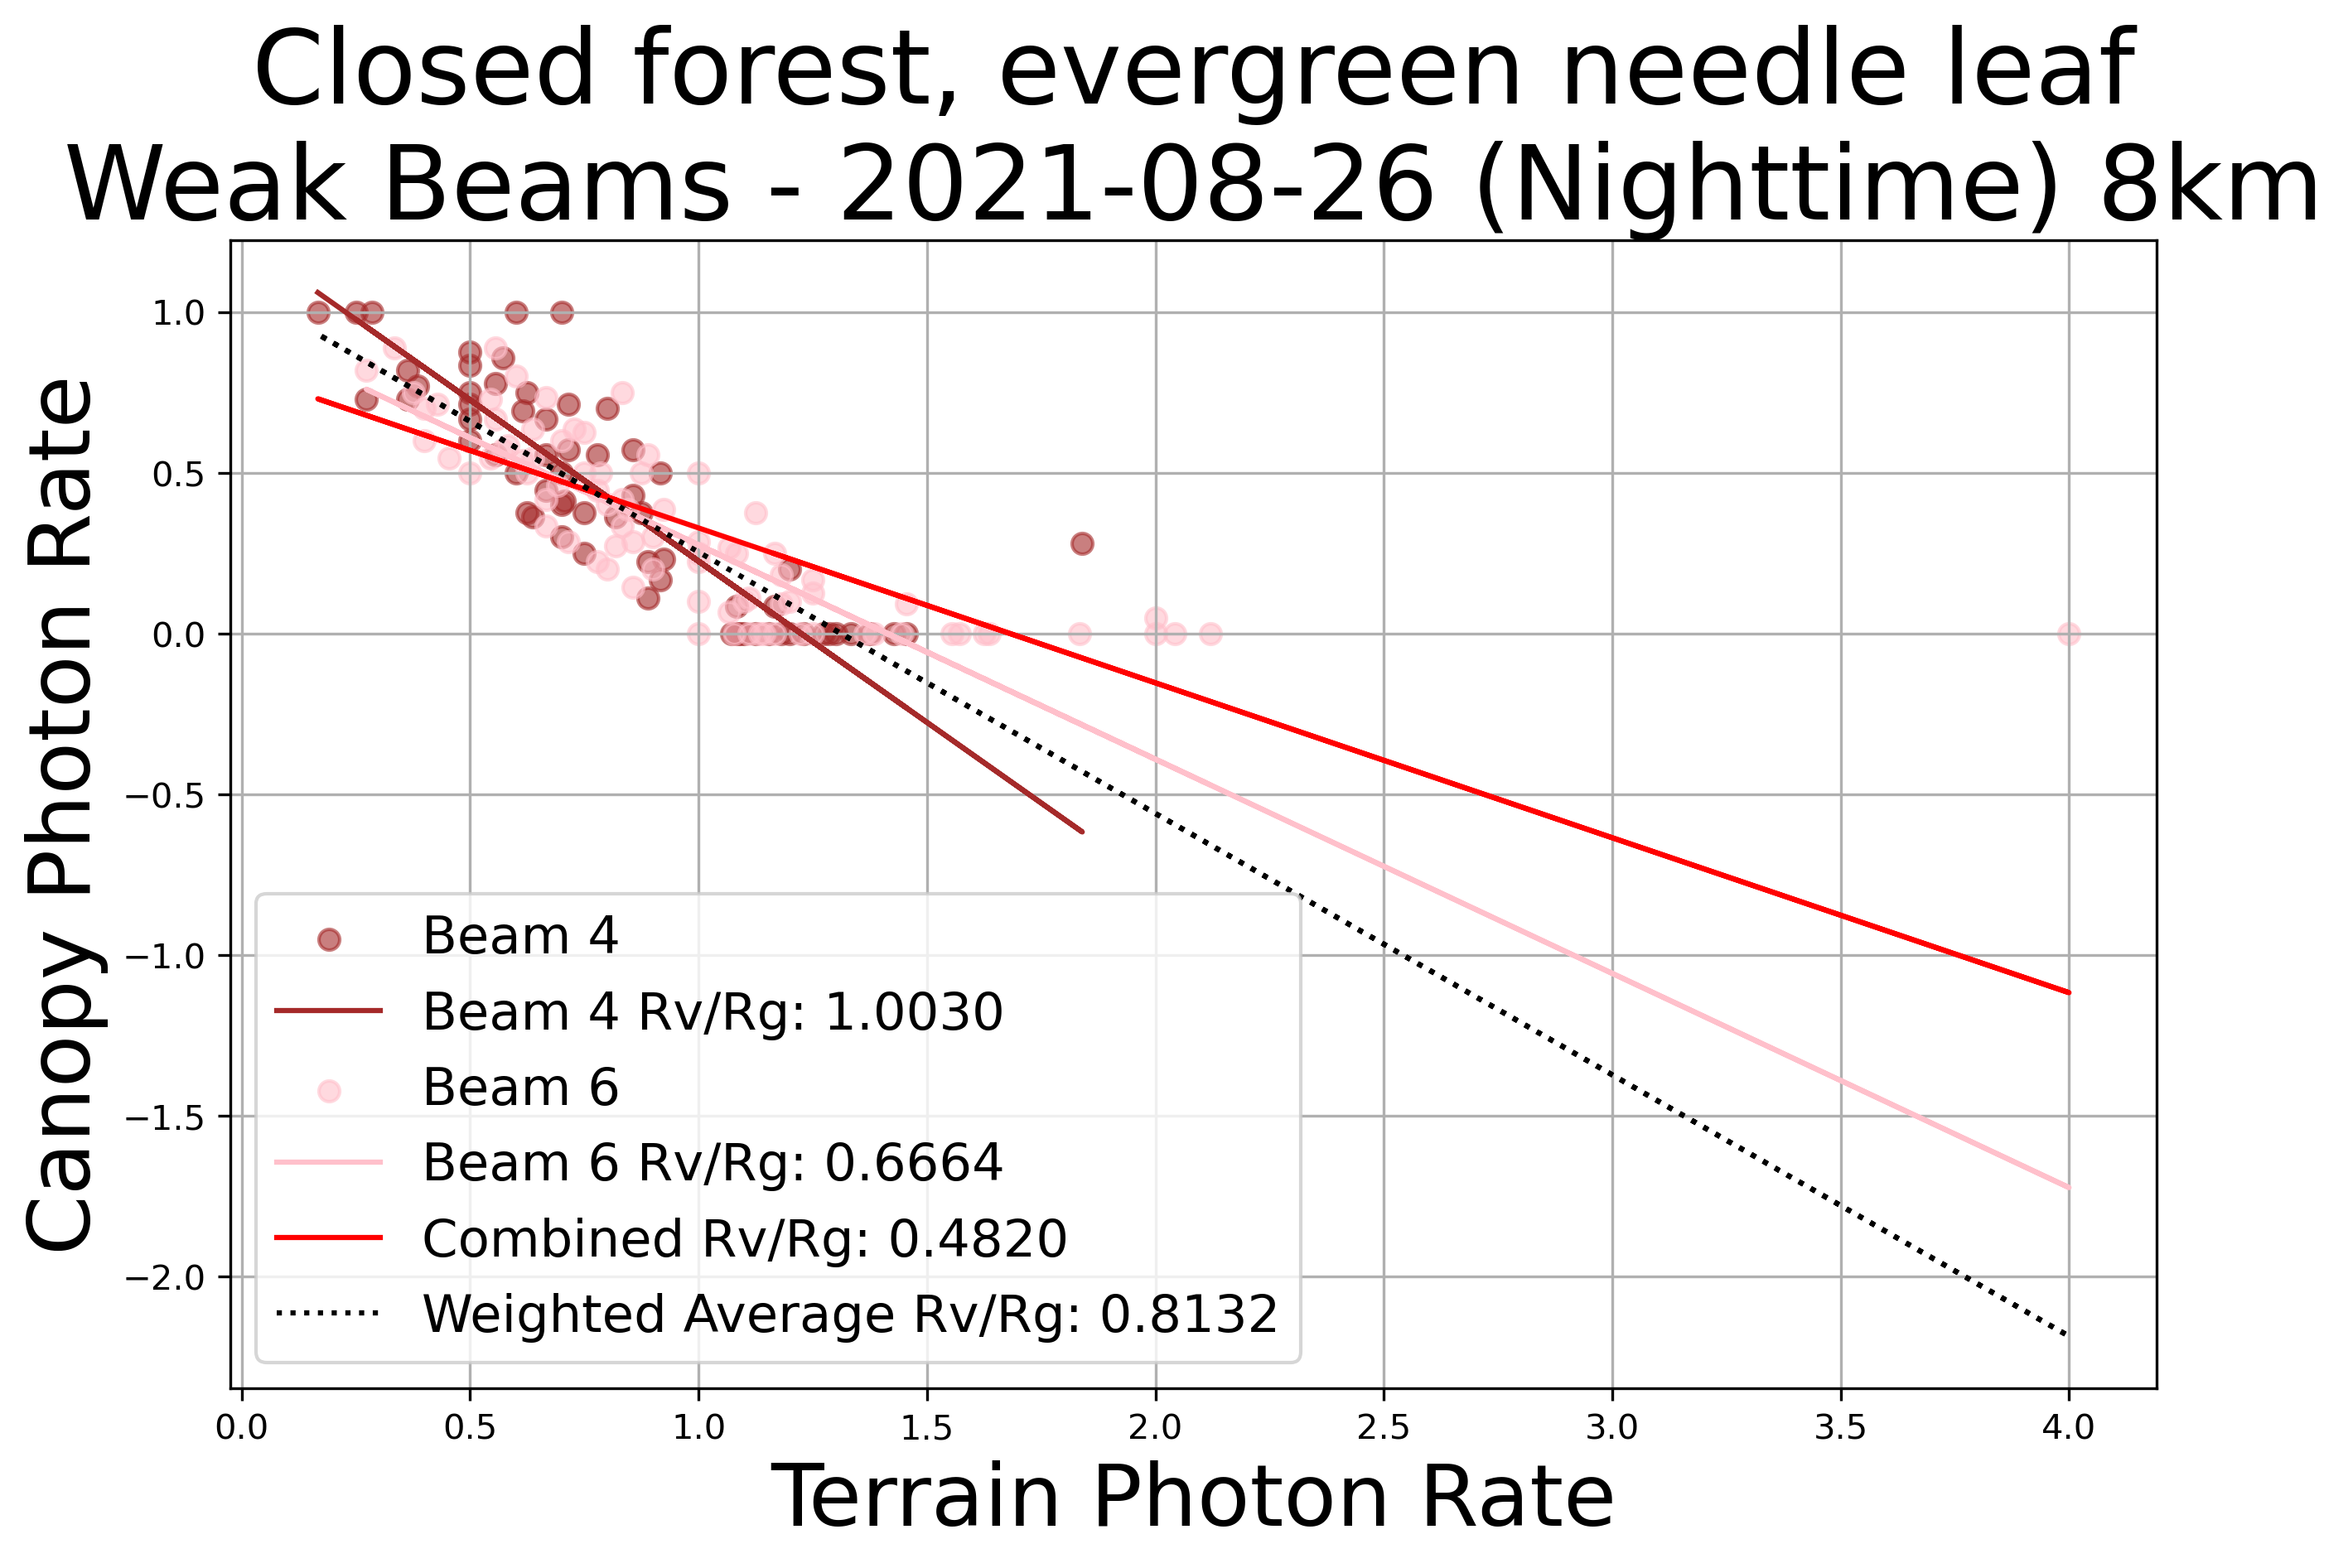 Closed forest, evergreen needle leaf
Weak Beams - 2021-08-26 (Nighttime) 8km
Canopy Photon Rate
1.0
0.5
0.0
−0.5
−1.0
−1.5
−2.0
Beam 4
Beam 4 Rv/Rg: 1.0030
Beam 6
Beam 6 Rv/Rg: 0.6664
Combined Rv/Rg: 0.4820
Weighted Average Rv/Rg: 0.8132
0.0 0.5 1.0 1.5 2.0 2.5 3.0 3.5 4.0
Terrain Photon Rate